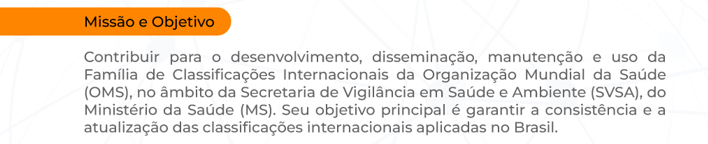 Missão e Objetivo
Contribuir para o desenvolvimento, disseminação, manutenção e uso da
Família de Classificações Internacionais da Organização Mundial da Saúde
(OMS), no âmbito da Secretaria de Vigilância em Saúde e Ambiente (SVSA), do
Ministério da Saúde (MS). Seu objetivo principal é garantir a consistência e a
atualização das classificações internacionais aplicadas no Brasil.